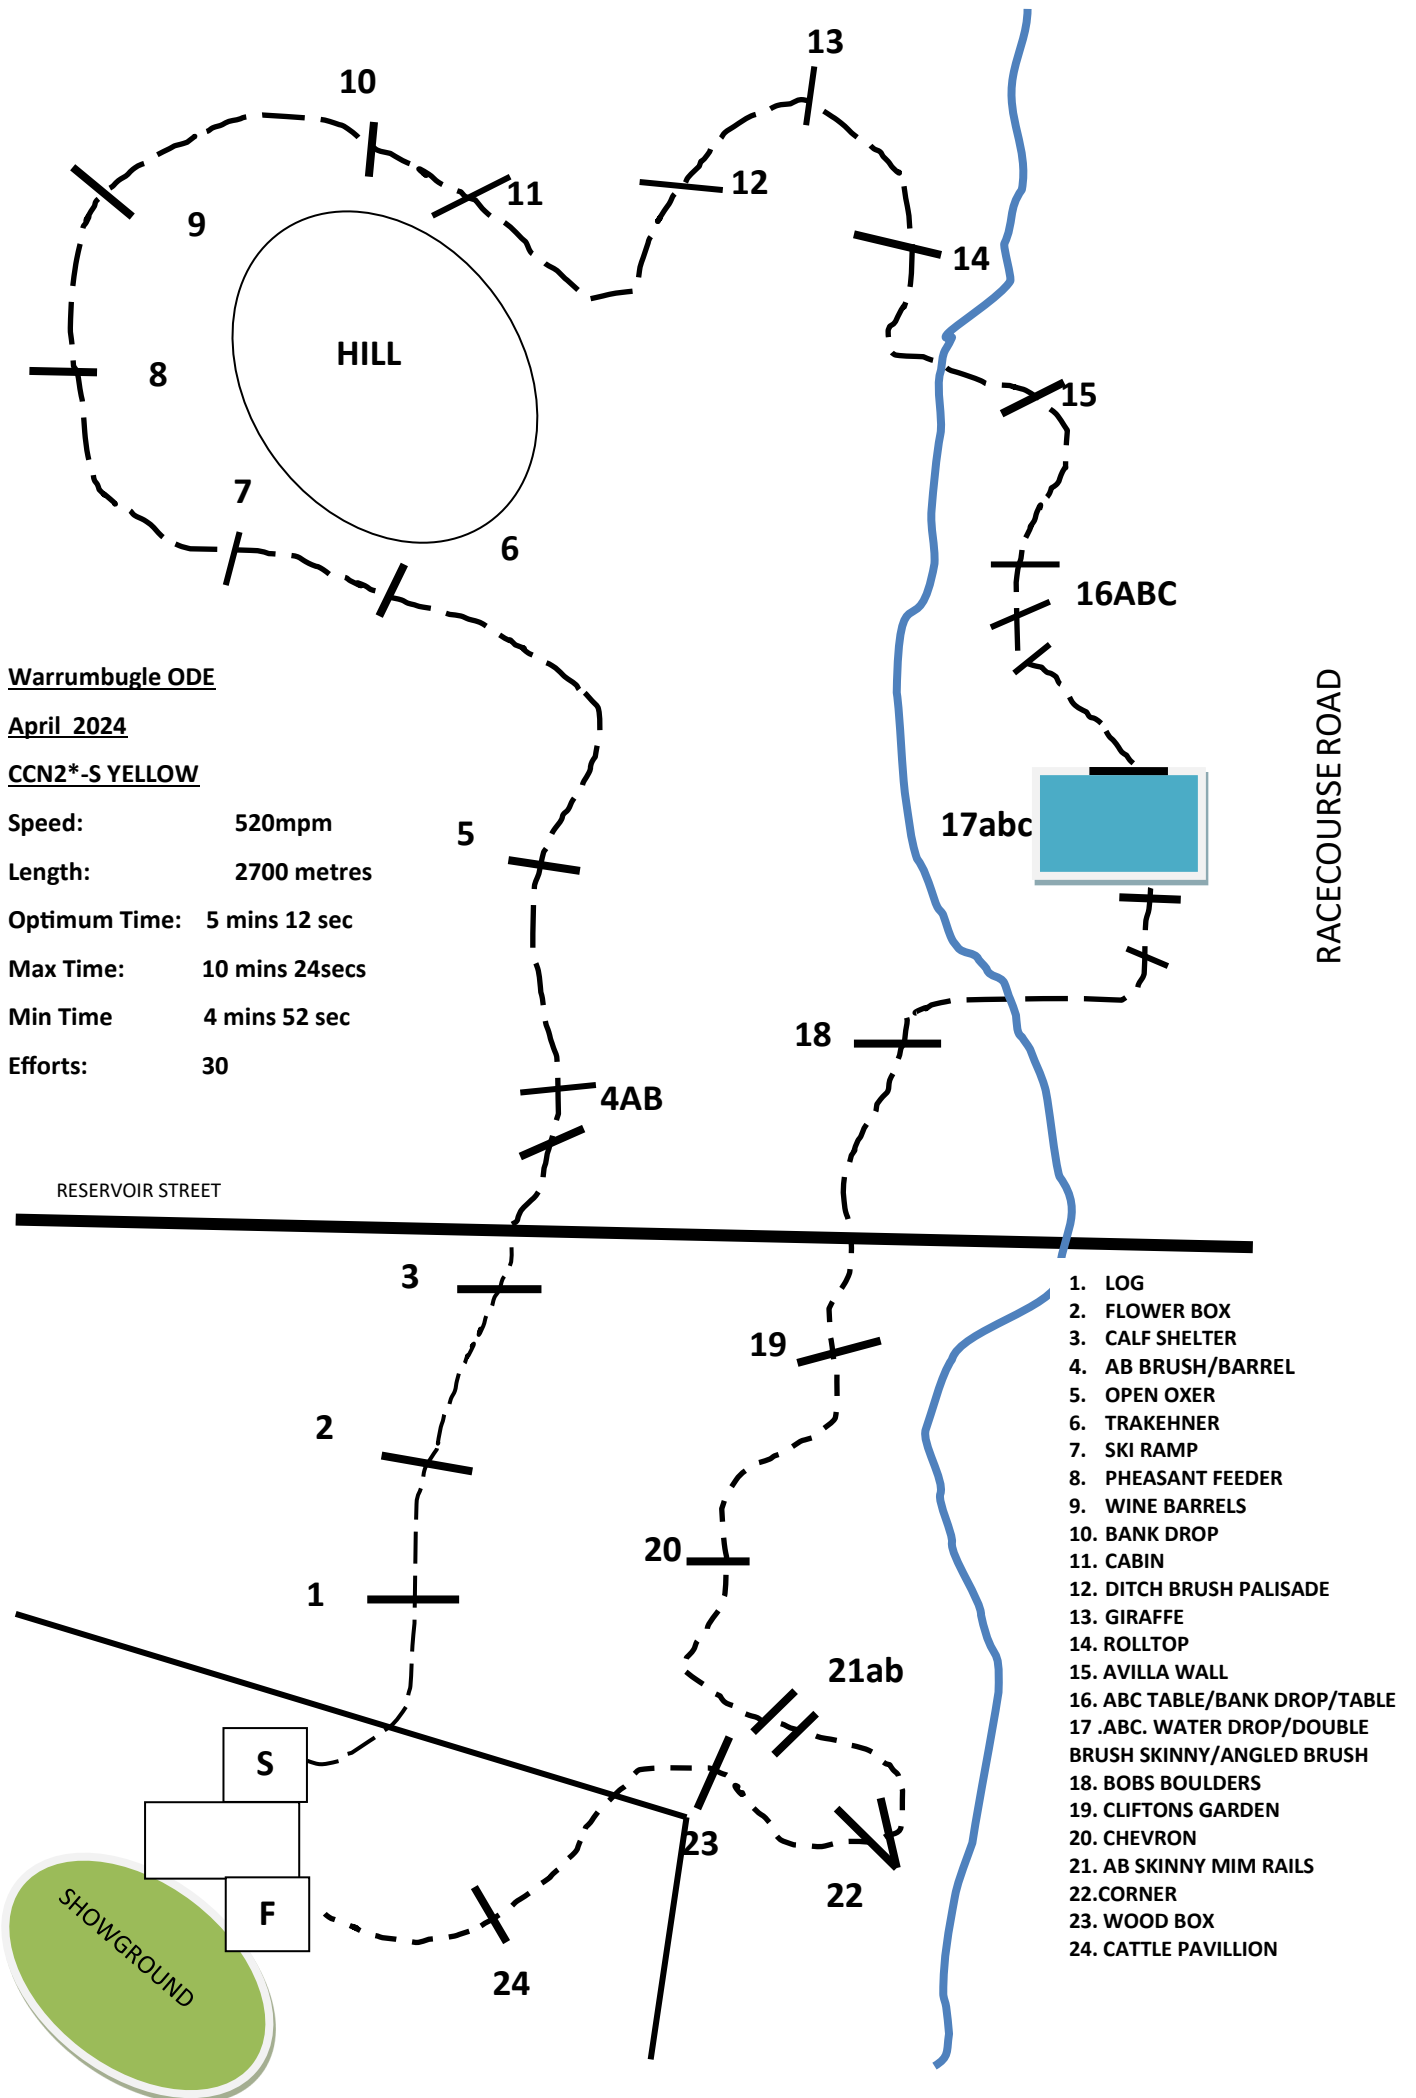 13
10
12
11
9
14
HILL
8
15
7
6
16ABC
Warrumbugle ODE
April  2024
CCN2*-S YELLOW
Speed: 520mpm
Length: 2700 metres
Optimum Time: 5 mins 12 sec
Max Time: 10 mins 24secs
Min Time 4 mins 52 sec
Efforts: 30
RACECOURSE ROAD
5
17abc
18
4AB
RESERVOIR STREET
3
19
2
20
1
21ab
S
23
22
F
SHOWGROUND
24
1. LOG
2. FLOWER BOX
3. CALF SHELTER
4. AB BRUSH/BARREL
5. OPEN OXER
6. TRAKEHNER
7. SKI RAMP
8. PHEASANT FEEDER
9. WINE BARRELS
10. BANK DROP
11. CABIN
12. DITCH BRUSH PALISADE
13. GIRAFFE
14. ROLLTOP
15. AVILLA WALL
16. ABC TABLE/BANK DROP/TABLE
17 .ABC. WATER DROP/DOUBLE
BRUSH SKINNY/ANGLED BRUSH
18. BOBS BOULDERS
19. CLIFTONS GARDEN
20. CHEVRON
21. AB SKINNY MIM RAILS
22.CORNER
23. WOOD BOX
24. CATTLE PAVILLION